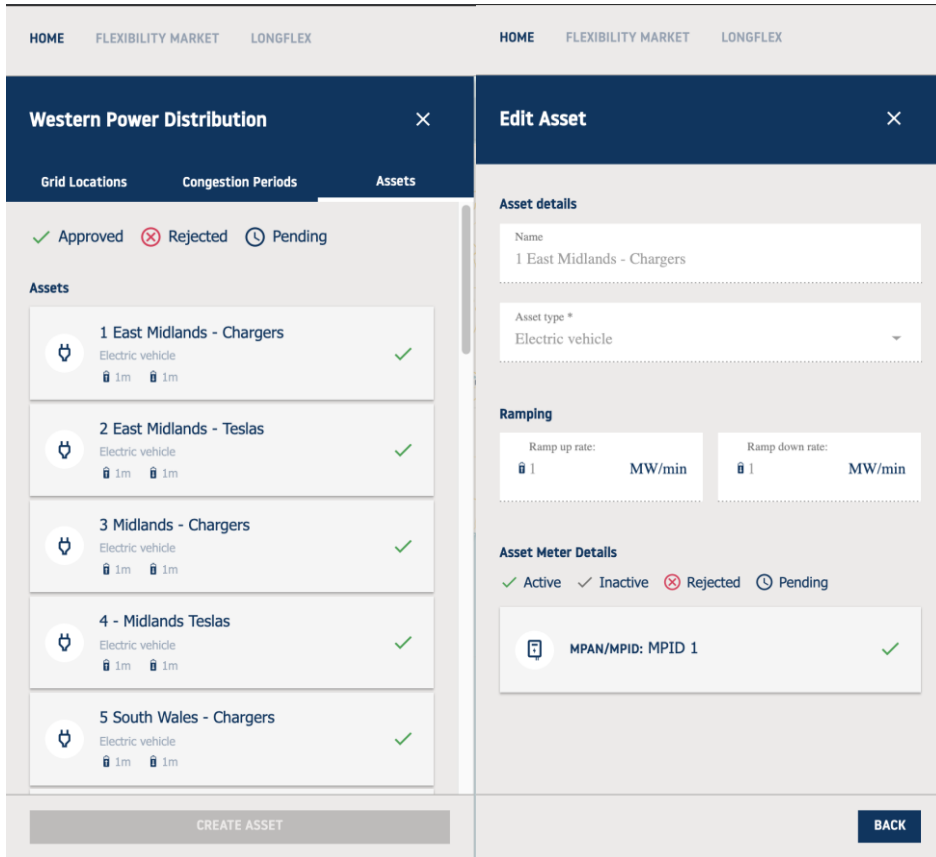 HOME FLEXIBILITY MARKET LONGFLEX
Western Power Distribution
Grid Locations Congestion Periods Assets
Approved Rejected Pending
Assets
1 East Midlands - Chargers
Electric vehicle
1m 1m
2 East Midlands - Teslas
Electric vehicle
1m 1m
3 Midlands - Chargers
Electric vehicle
1m 1m
4 - Midlands Teslas
Electric vehicle
1m 1m
5 South Wales - Chargers
Electric vehicle
1m 1m
CREATE ASSET
HOME FLEXIBILITY MARKET LONGFLEX
Edit Asset
Asset details
Name
1 East Midlands - Chargers
Asset type *
Electric vehicle
Ramping
Ramp up rate: Ramp down rate:
1 MW/min 1 MW/min
Asset Meter Details
Active Inactive Rejected Pending
MPAN/MPID: MPID 1
BACK